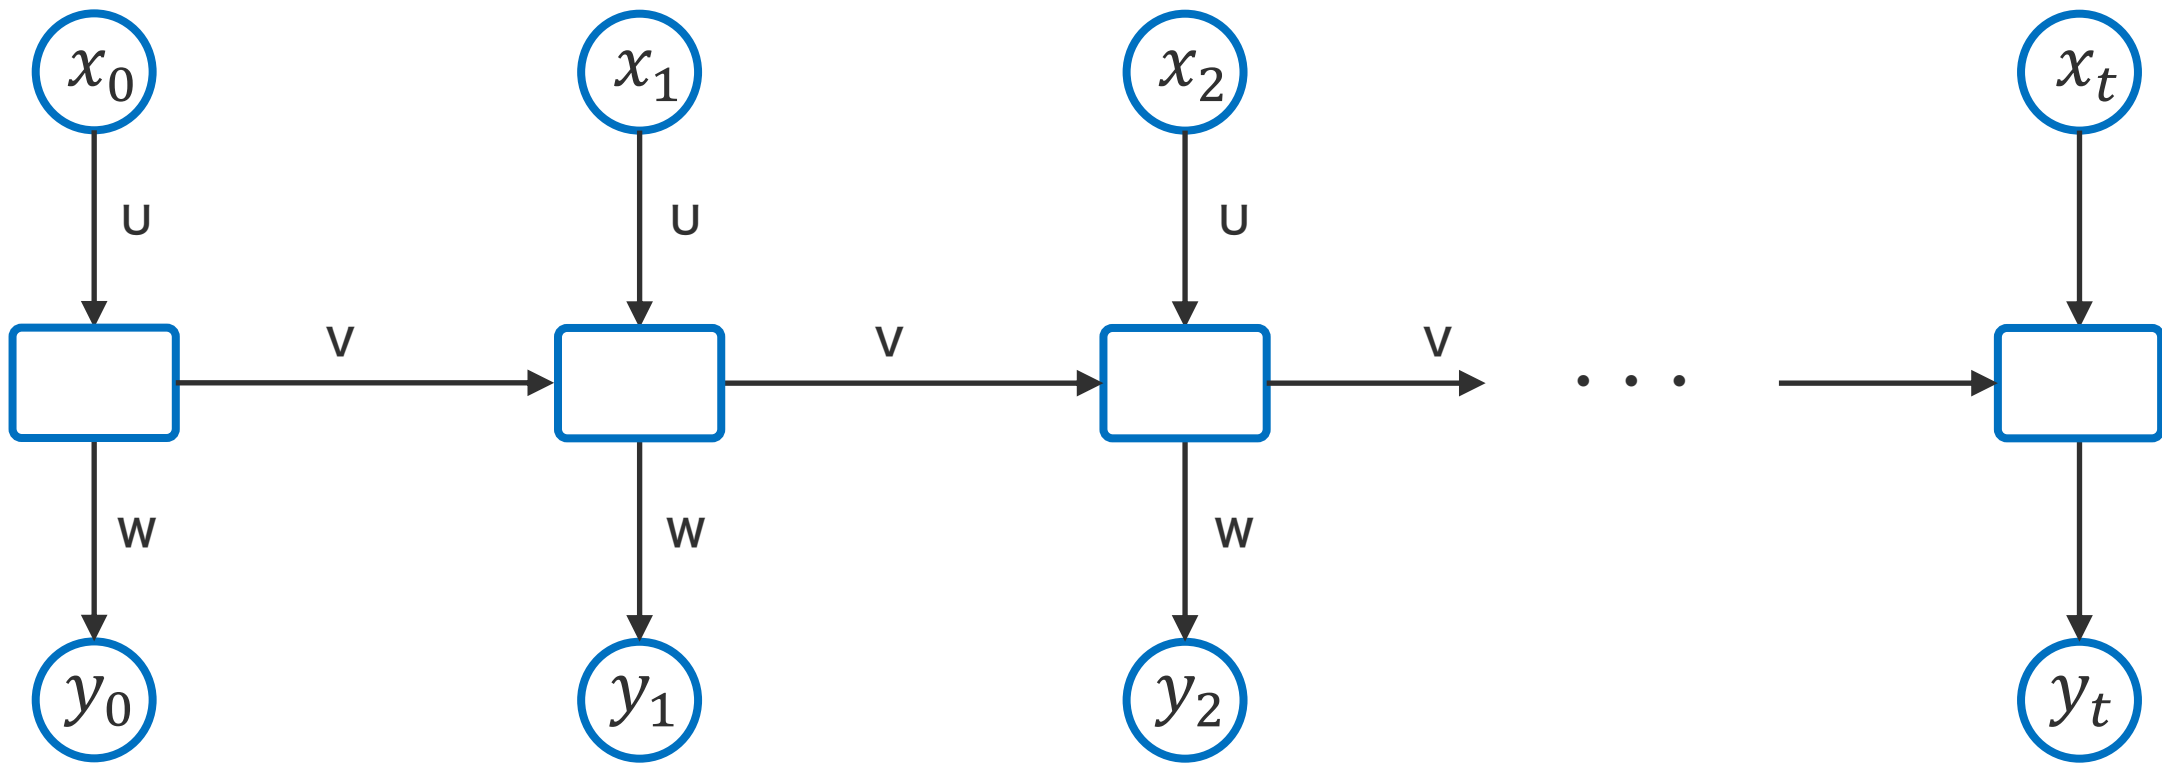 x₀ x₁ x₂ xₜ
U U U
V V V
. . .
W W W
y₀ y₁ y₂ yₜ